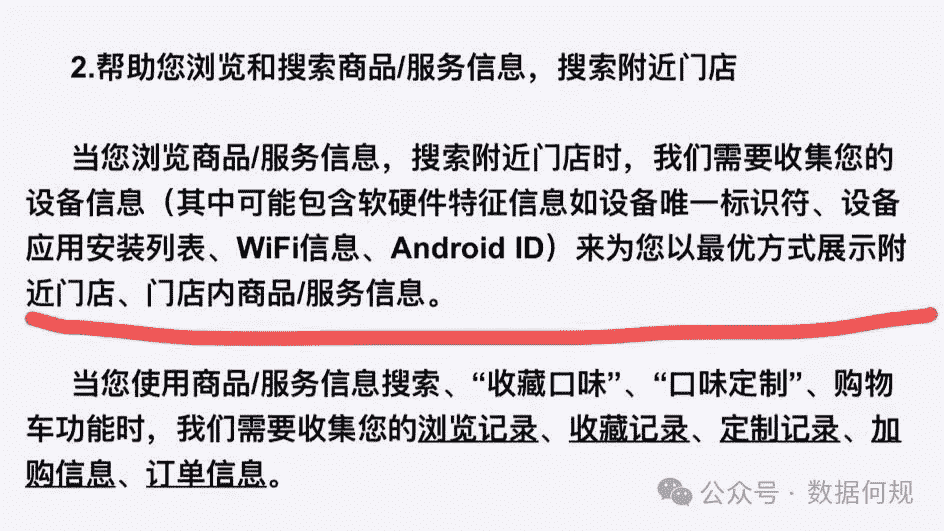 2.帮助您浏览和搜索商品/服务信息，搜索附近门店
当您浏览商品/服务信息，搜索附近门店时，我们需要收集您的
设备信息（其中可能包含软硬件特征信息如设备唯一标识符、设备
应用安装列表、WiFi信息、Android ID）来为您以最优方式展示附
近门店、门店内商品/服务信息。
当您使用商品/服务信息搜索、“收藏口味”、“口味定制”、购物
车功能时，我们需要收集您的浏览记录、收藏记录、定制记录、加
购信息、订单信息。
公众号 · 数据何规